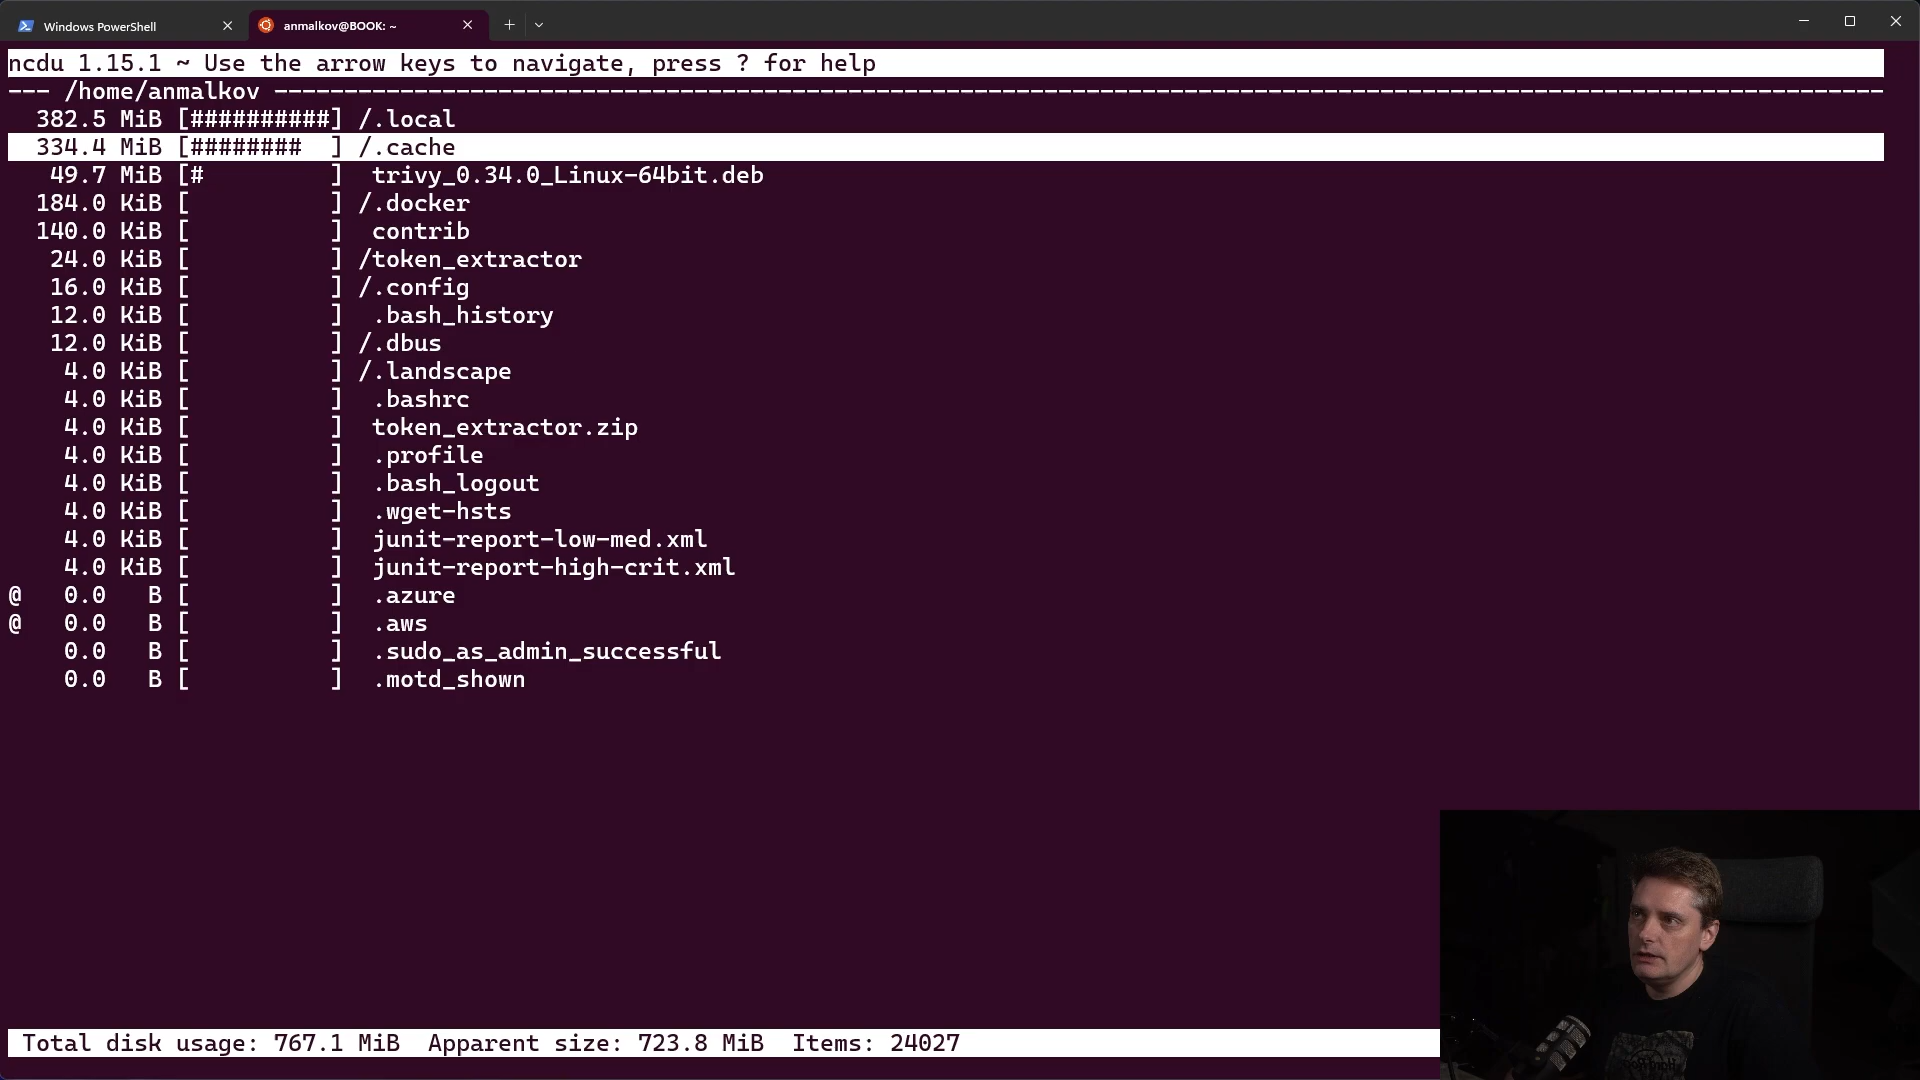 Windows PowerShell
anmalkov@BOOK: ~
ncdu 1.15.1 ~ Use the arrow keys to navigate, press ? for help
--- /home/anmalkov -------------------------------------------------------------------------------------------------------------------
382.5 MiB [##########] /.local
334.4 MiB [########  ] /.cache
49.7 MiB [#         ]  trivy_0.34.0_Linux-64bit.deb
184.0 KiB [          ] /.docker
140.0 KiB [          ]  contrib
24.0 KiB [          ] /token_extractor
16.0 KiB [          ] /.config
12.0 KiB [          ]  .bash_history
12.0 KiB [          ] /.dbus
4.0 KiB [          ] /.landscape
4.0 KiB [          ]  .bashrc
4.0 KiB [          ]  token_extractor.zip
4.0 KiB [          ]  .profile
4.0 KiB [          ]  .bash_logout
4.0 KiB [          ]  .wget-hsts
4.0 KiB [          ]  junit-report-low-med.xml
4.0 KiB [          ]  junit-report-high-crit.xml
@ 0.0 B [          ]  .azure
@ 0.0 B [          ]  .aws
0.0 B [          ]  .sudo_as_admin_successful
0.0 B [          ]  .motd_shown
Total disk usage: 767.1 MiB  Apparent size: 723.8 MiB  Items: 24027